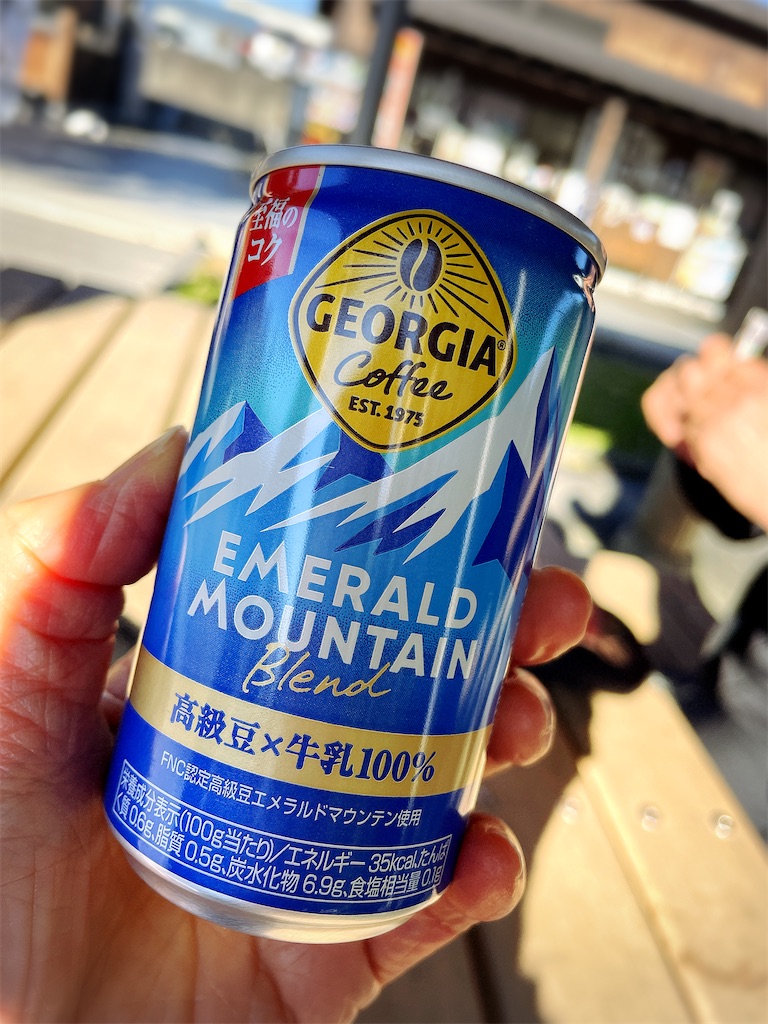 至福の
コク
GEORGIA®
Coffee
EST. 1975
EMERALD
MOUNTAIN
Blend
高級豆×牛乳100%
FNC認定高級豆エメラルドマウンテン使用
栄養成分表示(100g当たり)/エネルギー 35kcal、たんぱ
く質 0.6g、脂質 0.5g、炭水化物 6.9g、食塩相当量 0.1g